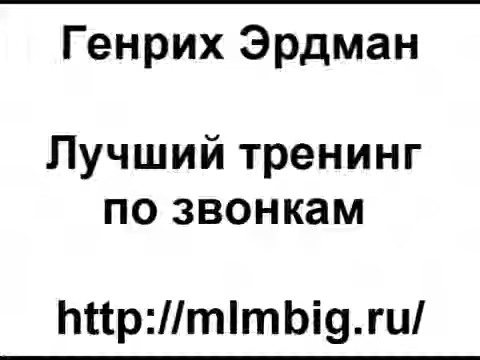 Генрих Эрдман
Лучший тренинг
по звонкам
http://mlmbig.ru/